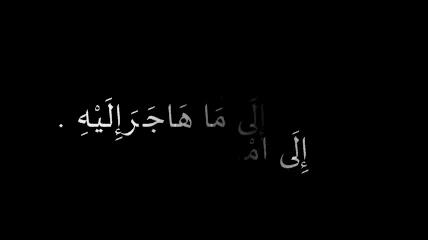 إِلَى مَا هَاجَرَ إِلَيْهِ .
إِلَى